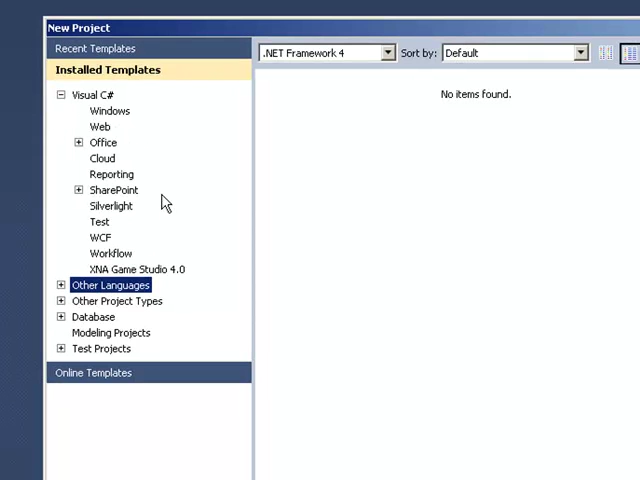 New Project
Recent Templates
.NET Framework 4
Sort by:
Default
Installed Templates
Visual C#
No items found.
Windows
Web
Office
Cloud
Reporting
SharePoint
Silverlight
Test
WCF
Workflow
XNA Game Studio 4.0
Other Languages
Other Project Types
Database
Modeling Projects
Test Projects
Online Templates